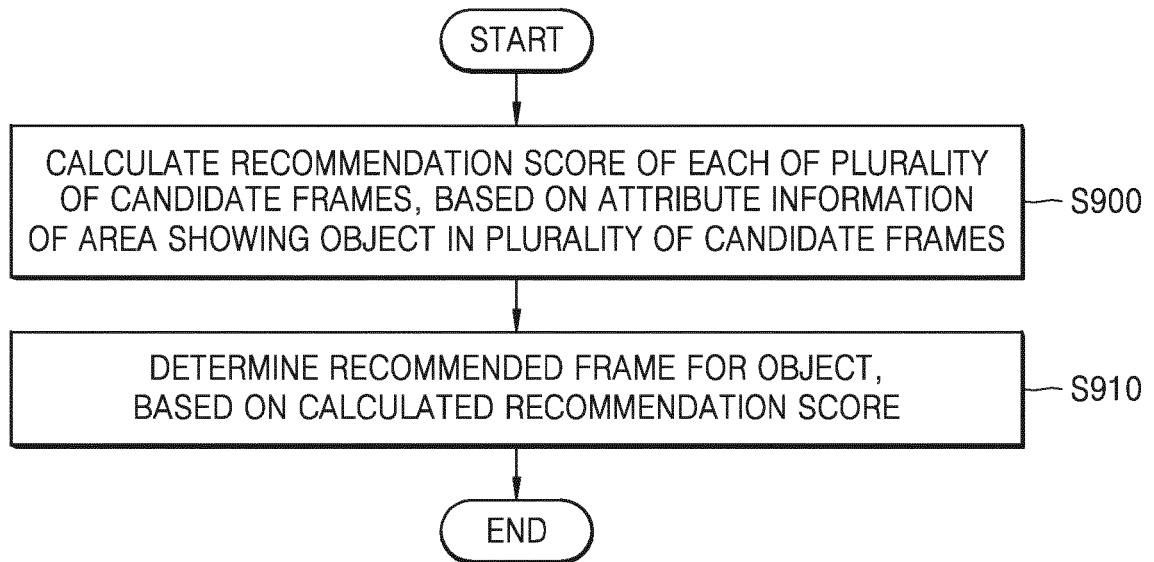 START
CALCULATE RECOMMENDATION SCORE OF EACH OF PLURALITY
OF CANDIDATE FRAMES, BASED ON ATTRIBUTE INFORMATION
OF AREA SHOWING OBJECT IN PLURALITY OF CANDIDATE FRAMES
S900
DETERMINE RECOMMENDED FRAME FOR OBJECT,
BASED ON CALCULATED RECOMMENDATION SCORE
S910
END